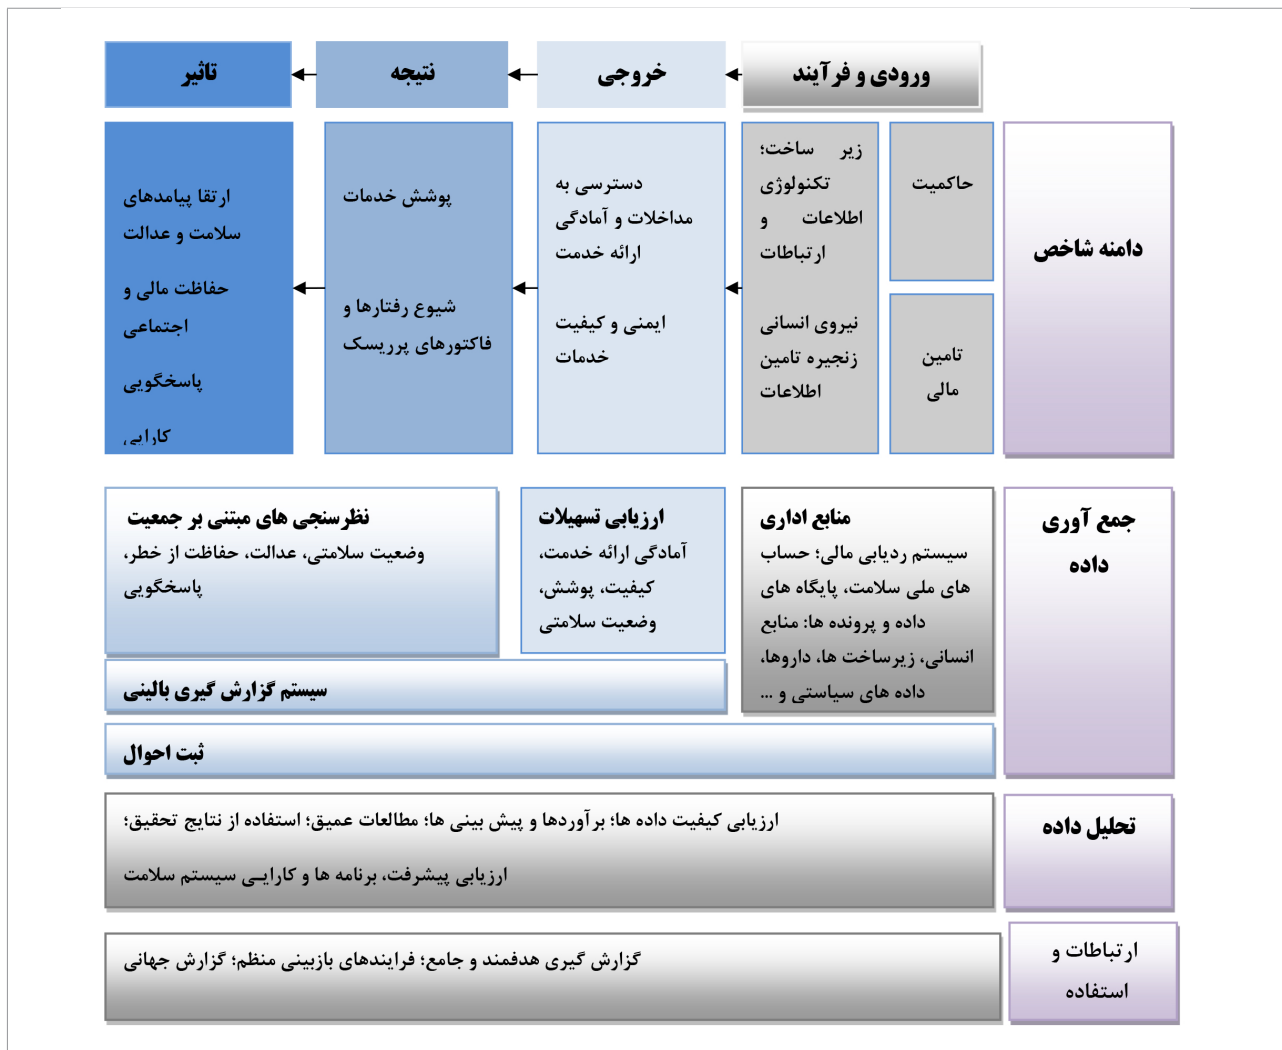 ورودی و فرآیند
خروجی
نتیجه
تاثیر
دامنه شاخص
حاکمیت
تامین
مالی
زیر ساخت؛
تکنولوژی
اطلاعات و
ارتباطات
نیروی انسانی
زنجیره تامین
اطلاعات
دسترسی به
مداخلات و آمادگی
ارائه خدمت
ایمنی و کیفیت
خدمات
پوشش خدمات
شیوع رفتارها و
فاکتورهای پرریسک
ارتقا پیامدهای
سلامت و عدالت
حفاظت مالی و
اجتماعی
پاسخگویی
کارایی
جمع آوری
داده
منابع اداری
سیستم ردیابی مالی؛ حساب
های ملی سلامت، پایگاه های
داده و پرونده ها: منابع
انسانی، زیرساخت ها، داروها،
داده های سیاستی و ...
ارزیابی تسهیلات
آمادگی ارائه خدمت،
کیفیت، پوشش،
وضعیت سلامتی
نظرسنجی های مبتنی بر جمعیت
وضعیت سلامتی، عدالت، حفاظت از خطر،
پاسخگویی
سیستم گزارش گیری بالینی
ثبت احوال
تحلیل داده
ارزیابی کیفیت داده ها؛ برآوردها و پیش بینی ها؛ مطالعات عمیق؛ استفاده از نتایج تحقیق؛
ارزیابی پیشرفت، برنامه ها و کارایی سیستم سلامت
ارتباطات و
استفاده
گزارش گیری هدفمند و جامع؛ فرایندهای بازبینی منظم؛ گزارش جهانی